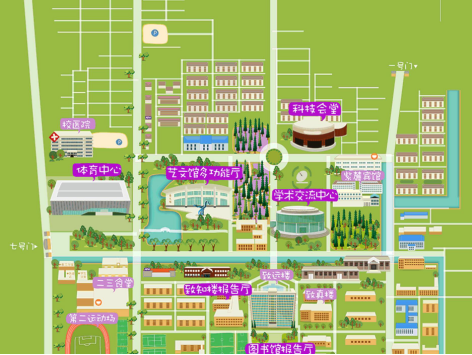 一号门
科技会堂
校医院
体育中心
艺文馆多功能厅
发慧宾馆
学术交流中心
七号门
致远楼
二三食堂
致知楼报告厅
致真楼
第二运动场
图书馆报告厅